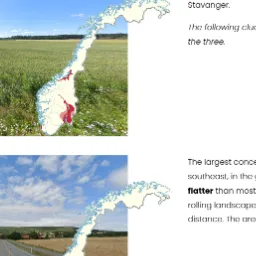 Stavanger.
The following clu
the three.
The largest conce
southeast, in the g
flatter than most
rolling landscape
distance. The are